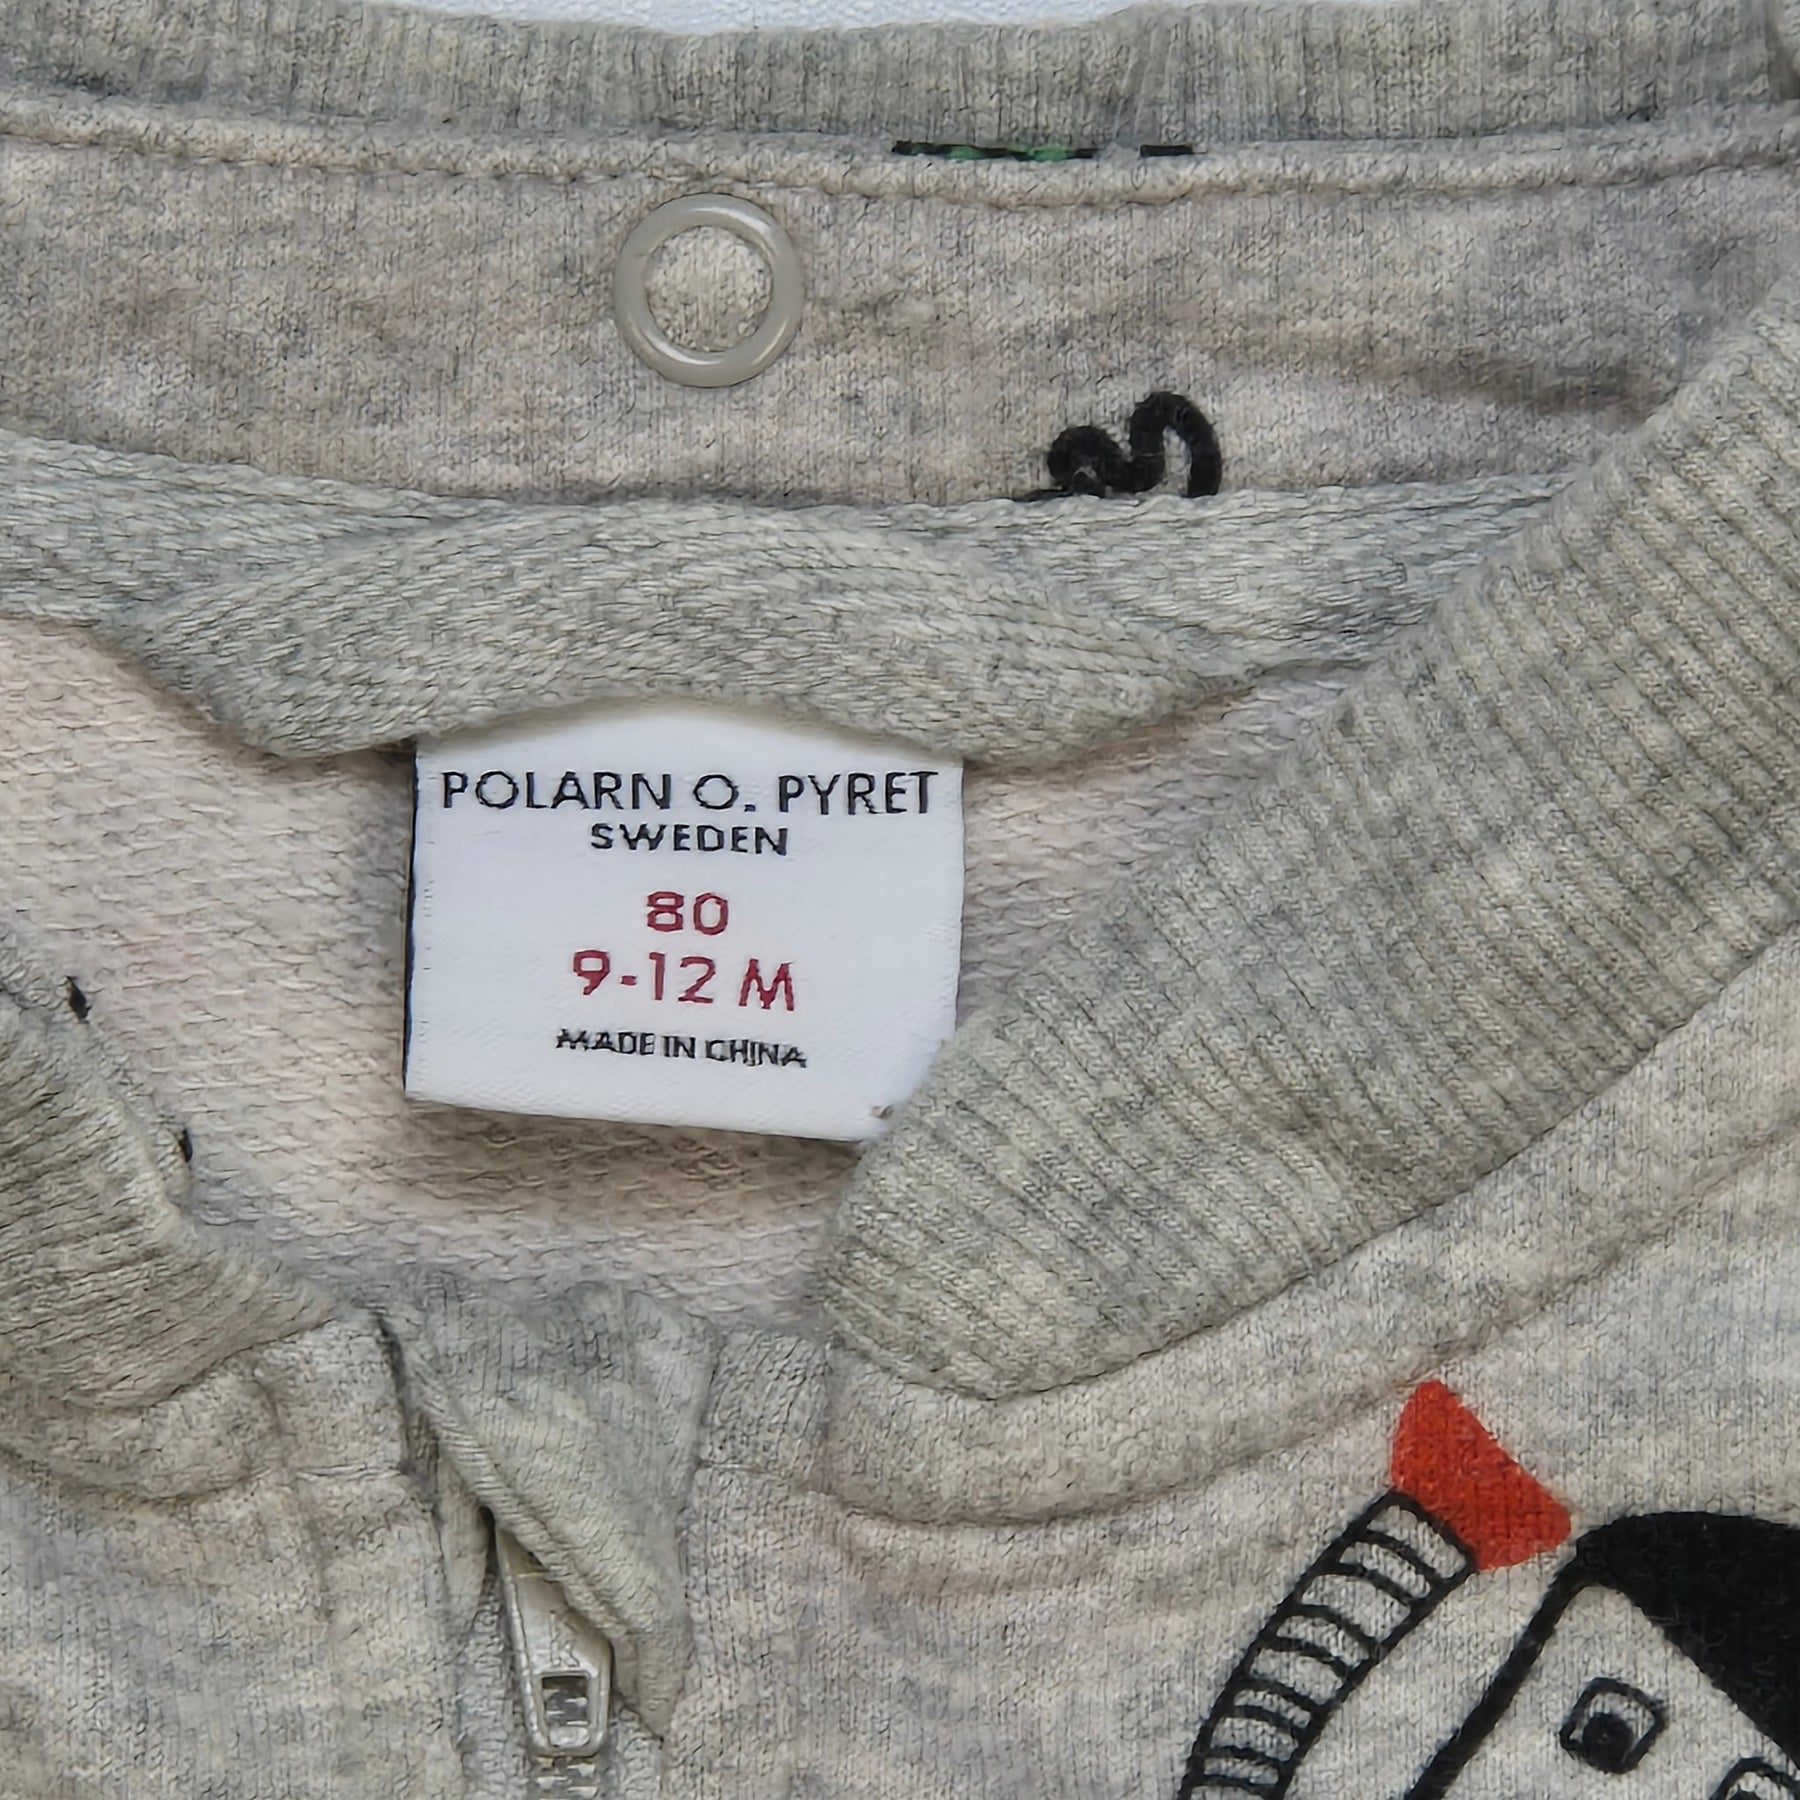 POLARN O. PYRET
SWEDEN
80
9-12 M
MADE IN CHINA